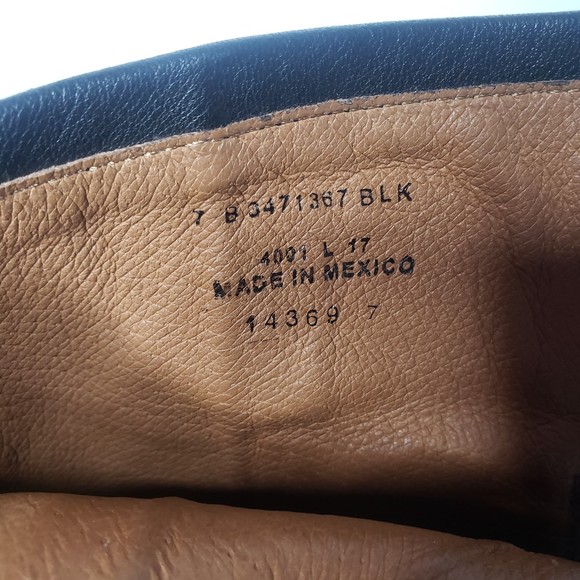 7 B 3471367 BLK
4001 L 17
MADE IN MEXICO
14369 7